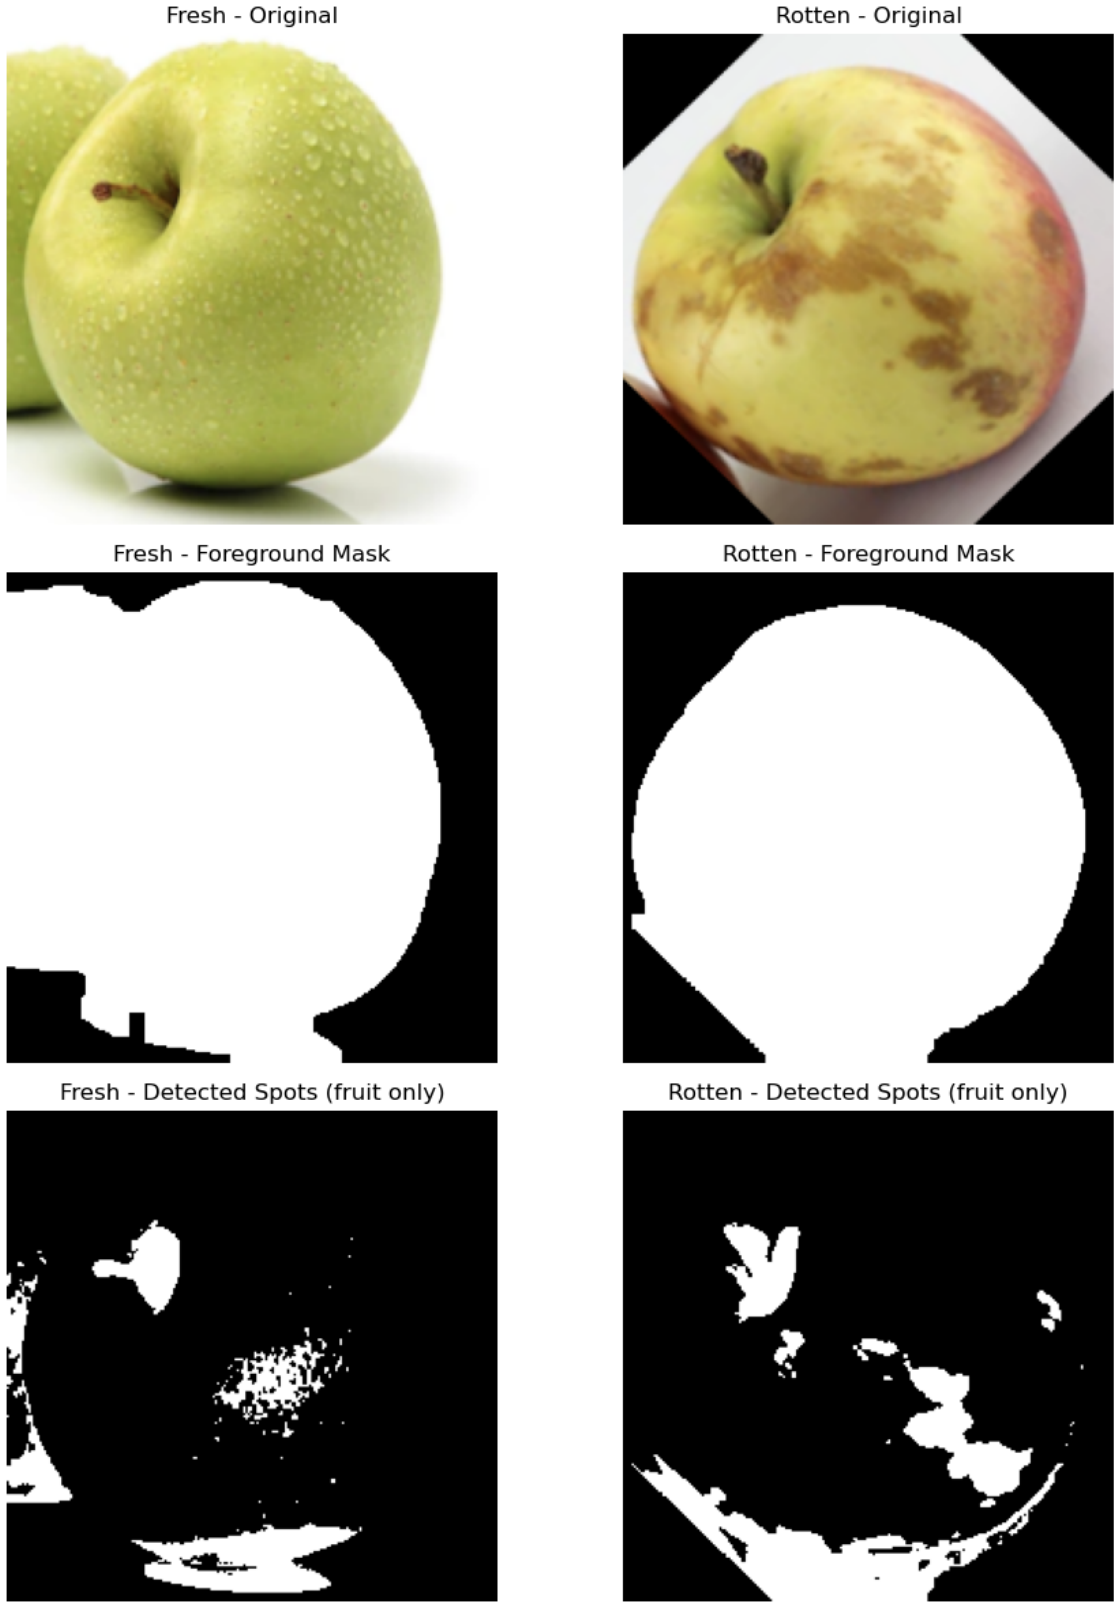 Fresh - Original
Rotten - Original
Fresh - Foreground Mask
Rotten - Foreground Mask
Fresh - Detected Spots (fruit only)
Rotten - Detected Spots (fruit only)